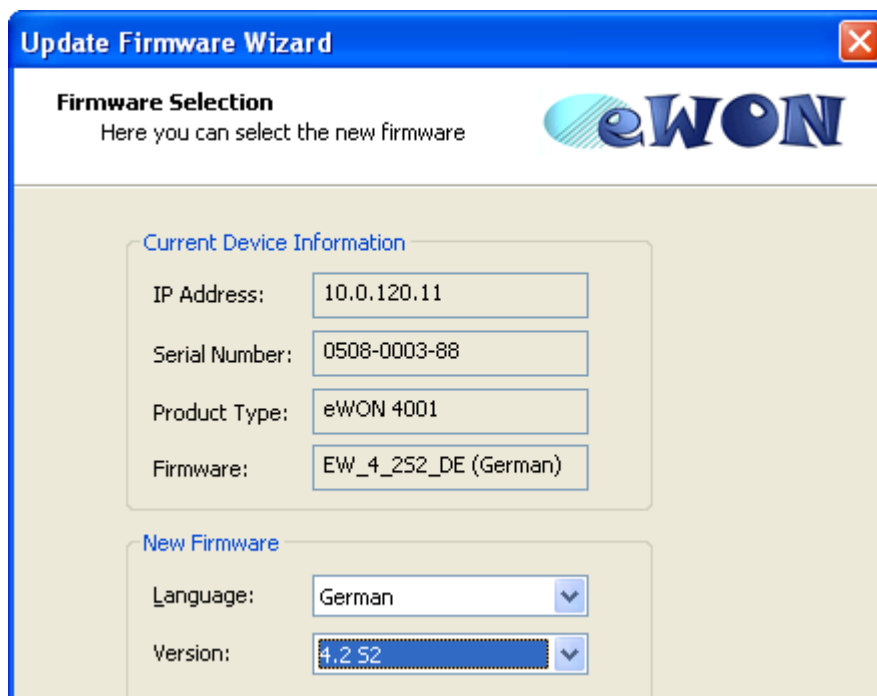 Update Firmware Wizard
Firmware Selection
Here you can select the new firmware
eWON
Current Device Information
IP Address: 10.0.120.11
Serial Number: 0508-0003-88
Product Type: eWON 4001
Firmware: EW_4_2S2_DE (German)
New Firmware
Language: German
Version: 4.2 S2